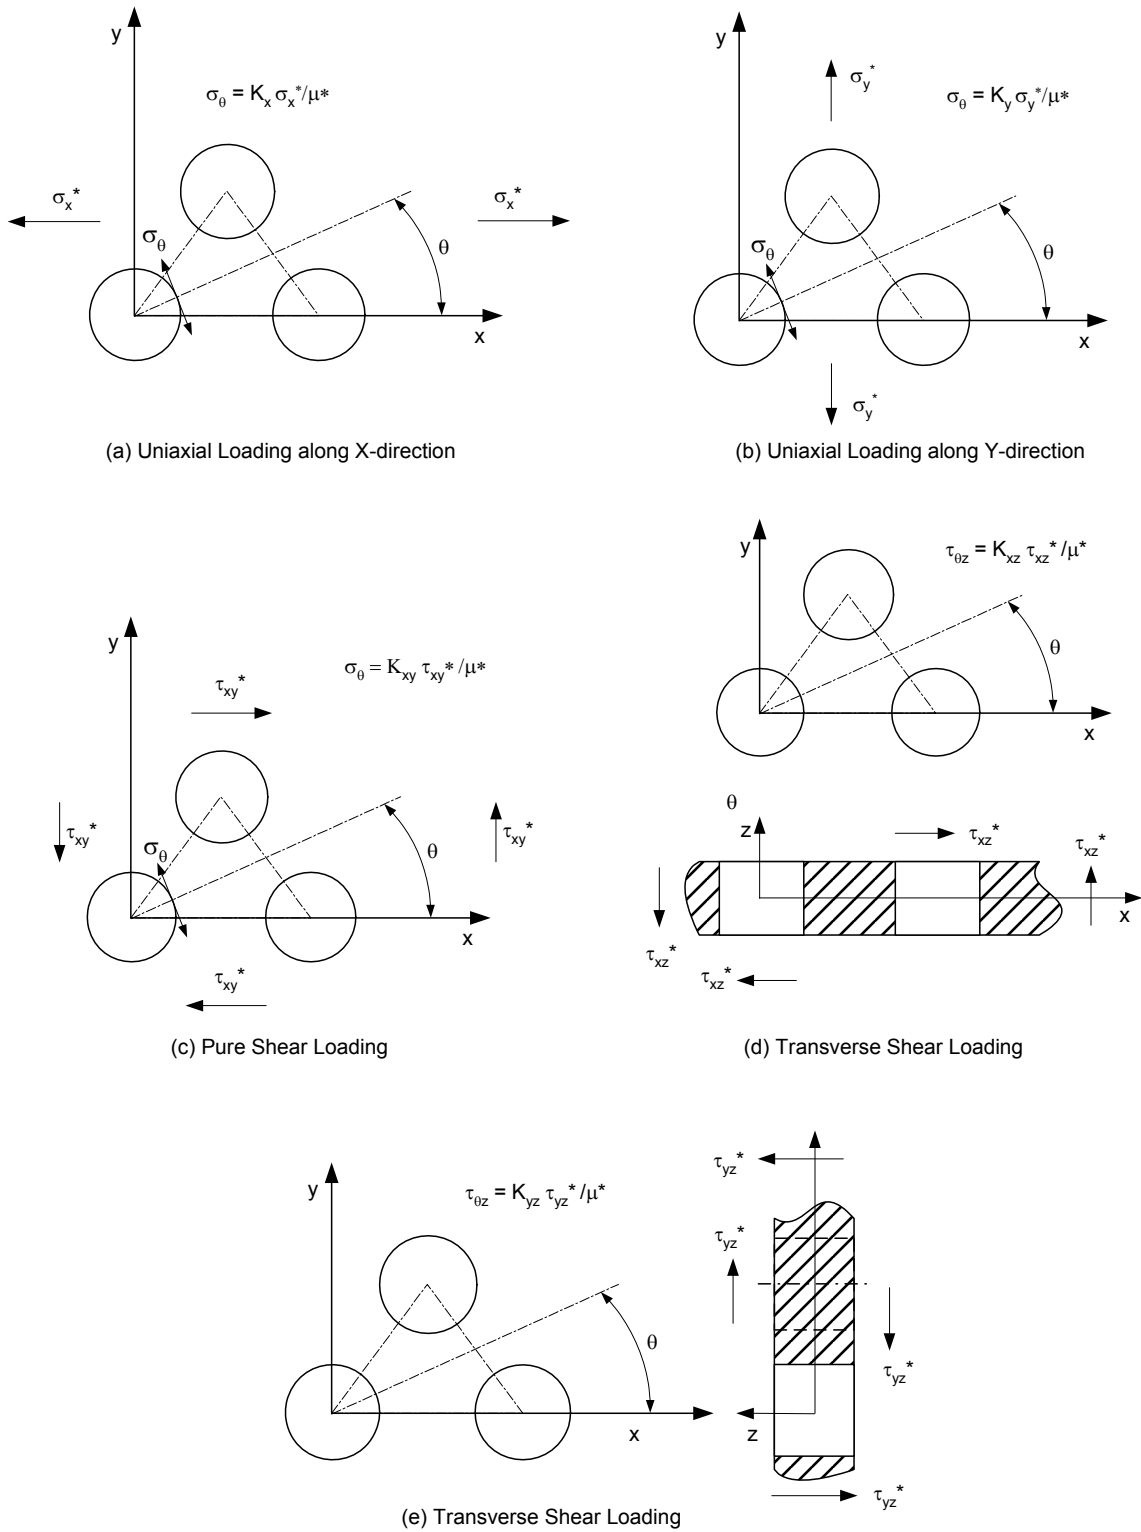 y
σθ = Kx σx*/μ*
σx*
σx*
σθ
θ
x
(a) Uniaxial Loading along X-direction
y
σy*
σθ = Ky σy*/μ*
σθ
θ
x
σy*
(b) Uniaxial Loading along Y-direction
y
σθ = Kxy τxy*/μ*
τxy*
τxy*
τxy*
σθ
θ
x
τxy*
(c) Pure Shear Loading
y
τθz = Kxz τxz*/μ*
θ
x
θ
z
τxz*
τxz*
x
τxz*
τxz*
(d) Transverse Shear Loading
y
τθz = Kyz τyz*/μ*
θ
x
τyz*
τyz*
τyz*
z
τyz*
(e) Transverse Shear Loading